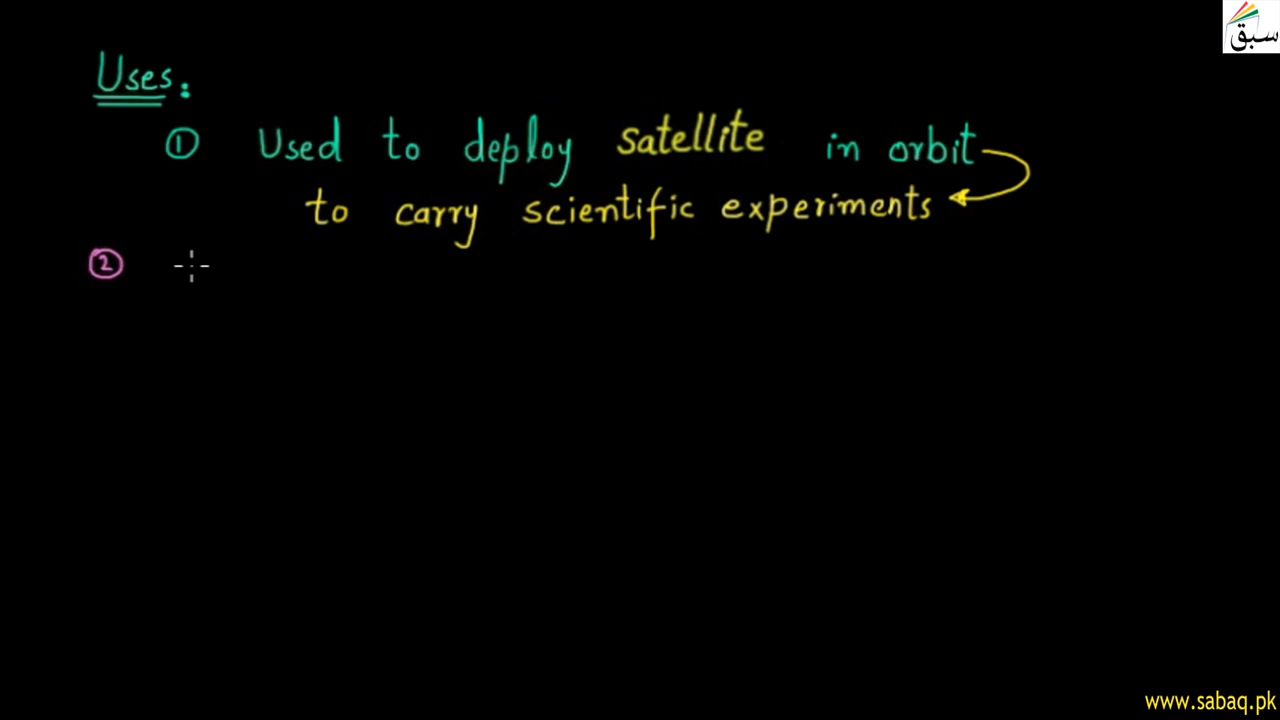 سبق
Uses:
① Used to deploy satellite in orbit
to carry scientific experiments
②
www.sabaq.pk